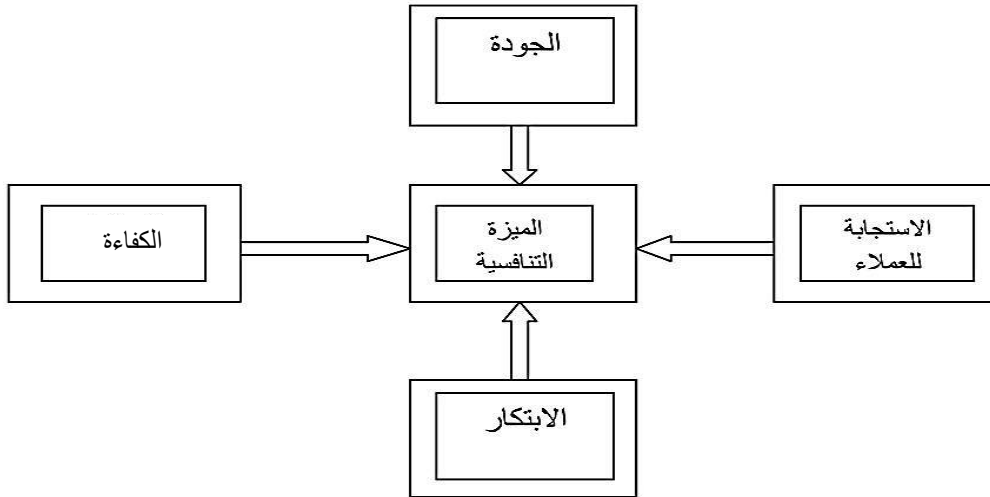 الجودة
الاستجابة
للعملاء
الميزة
التنافسية
الكفاءة
الابتكار